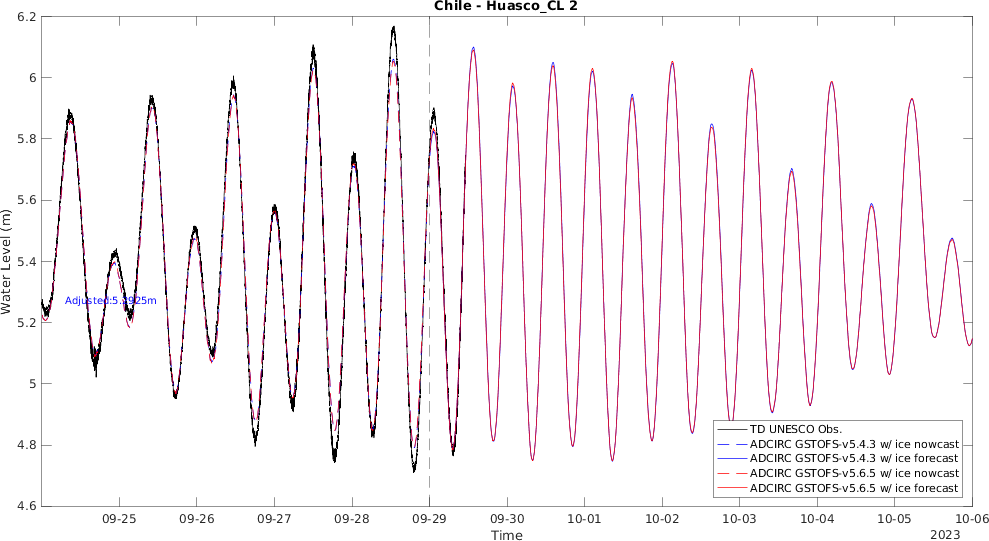 Chile - Huasco_CL 2
6.2
6
5.8
5.6
5.4
5.2
5
4.8
4.6
Water Level (m)
TD UNESCO Obs.
ADCIRC GSTOFS-v5.4.3 w/ ice nowcast
ADCIRC GSTOFS-v5.4.3 w/ ice forecast
ADCIRC GSTOFS-v5.6.5 w/ ice nowcast
ADCIRC GSTOFS-v5.6.5 w/ ice forecast
09-25 09-26 09-27 09-28 09-29 09-30 10-01 10-02 10-03 10-04 10-05 10-06
Time
2023